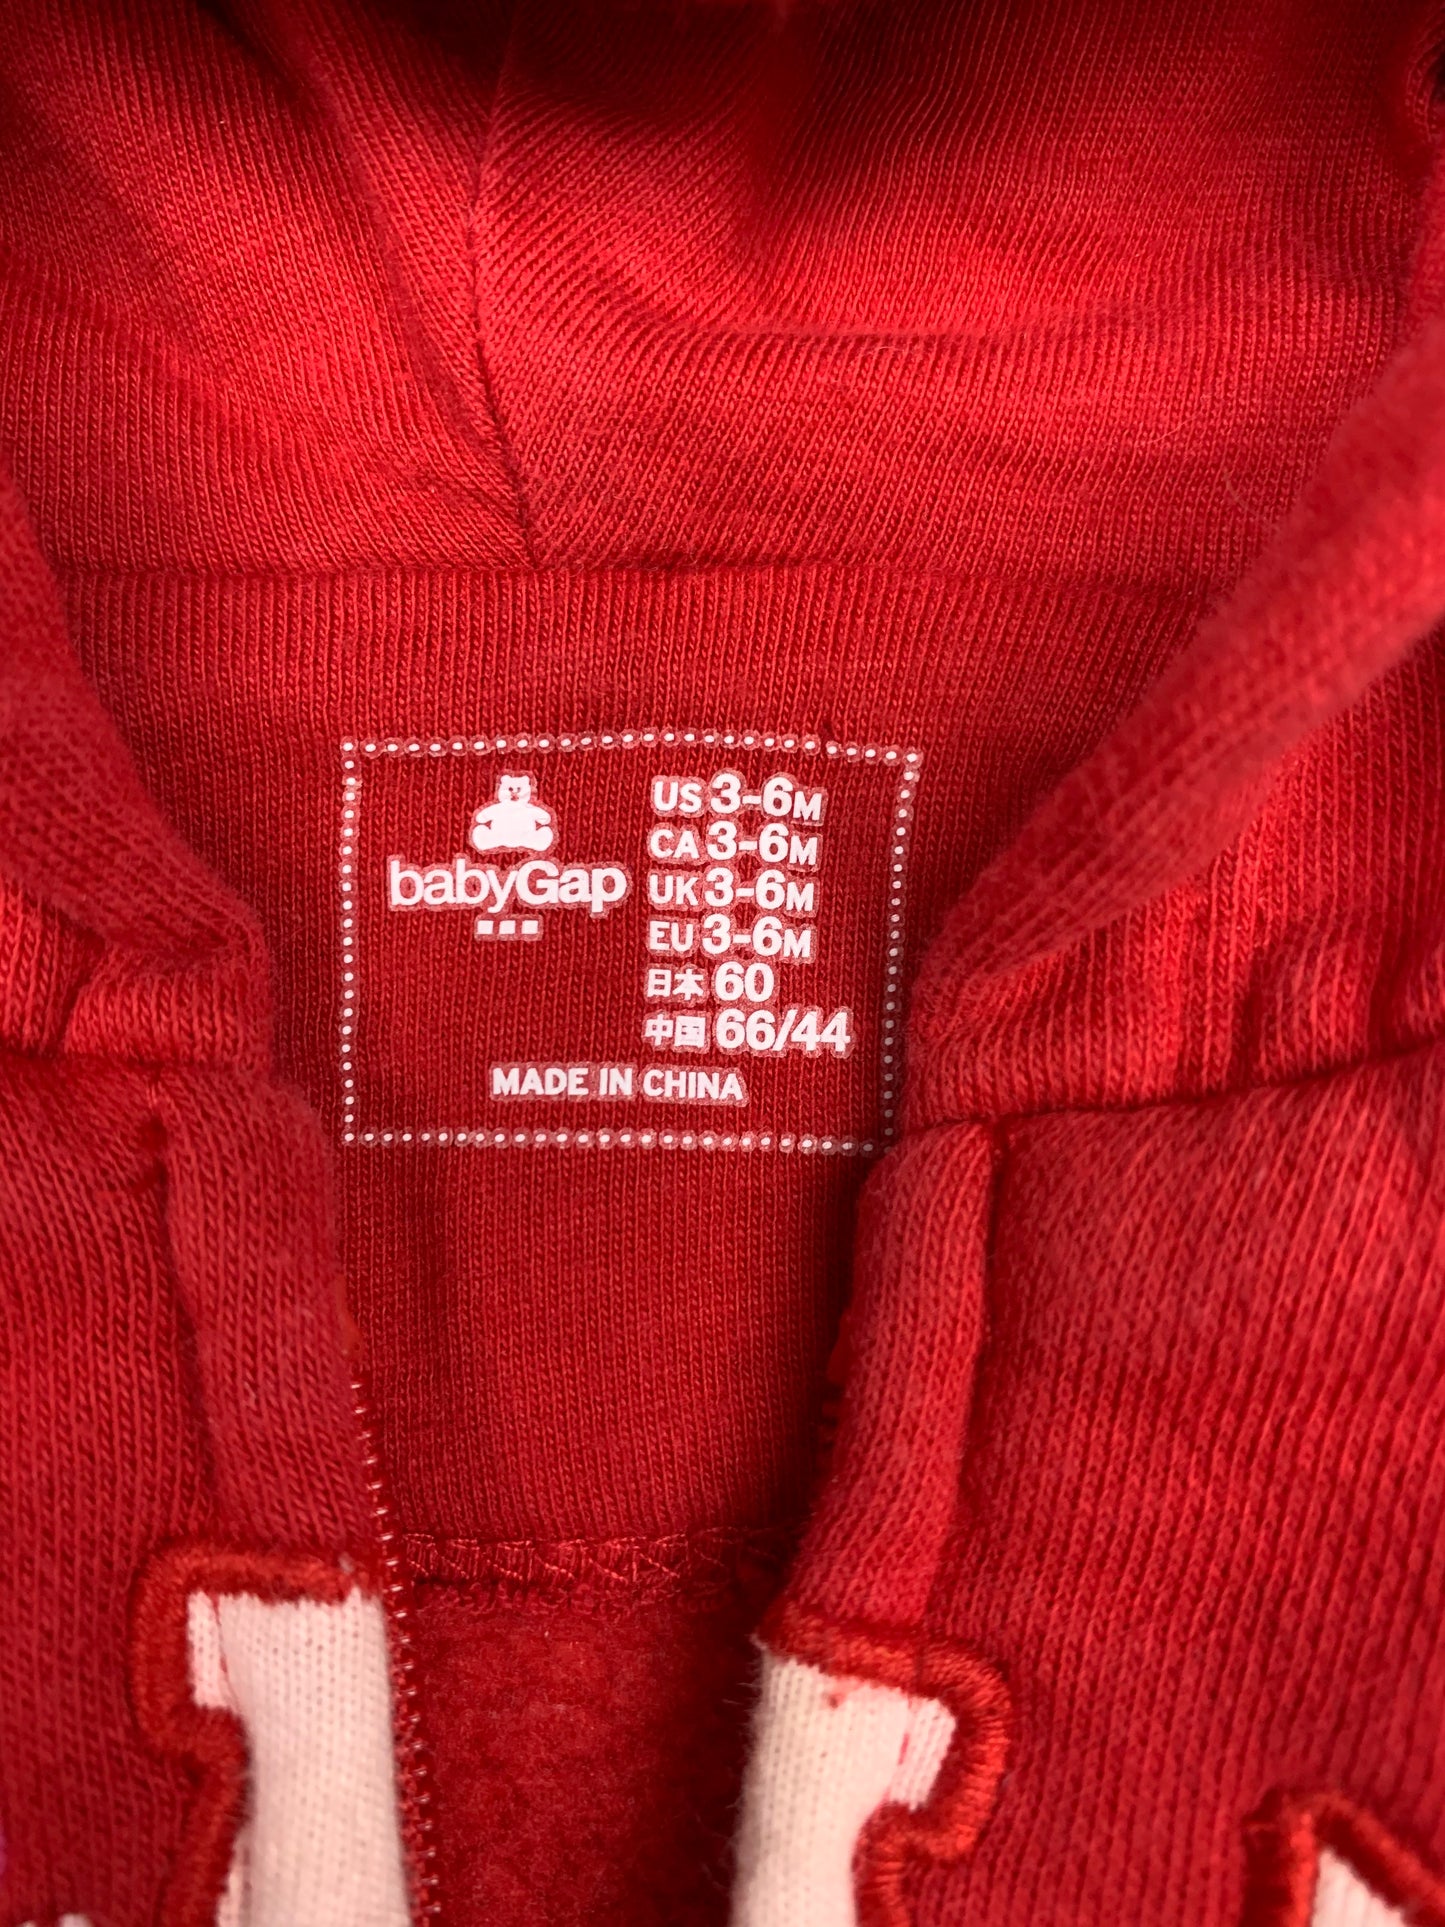 babyGap
US 3-6M
CA 3-6M
UK 3-6M
EU 3-6M
日本 60
中国 66/44
MADE IN CHINA